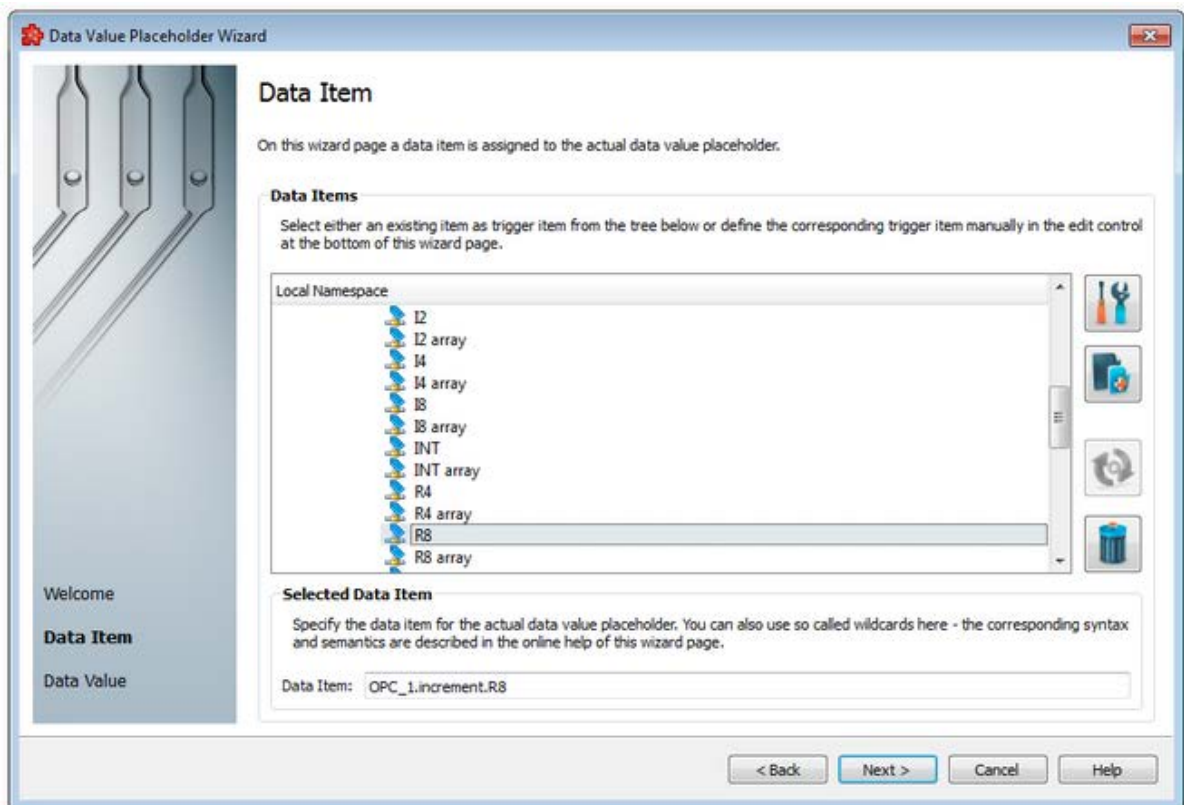 Data Value Placeholder Wizard
Data Item
On this wizard page a data item is assigned to the actual data value placeholder.
Data Items
Select either an existing item as trigger item from the tree below or define the corresponding trigger item manually in the edit control
at the bottom of this wizard page.
Local Namespace
I2
I2 array
I4
I4 array
I8
I8 array
INT
INT array
R4
R4 array
R8
R8 array
Welcome
Data Item
Data Value
Selected Data Item
Specify the data item for the actual data value placeholder. You can also use so called wildcards here - the corresponding syntax
and semantics are described in the online help of this wizard page.
Data Item: OPC_1.increment.R8
< Back Next > Cancel Help